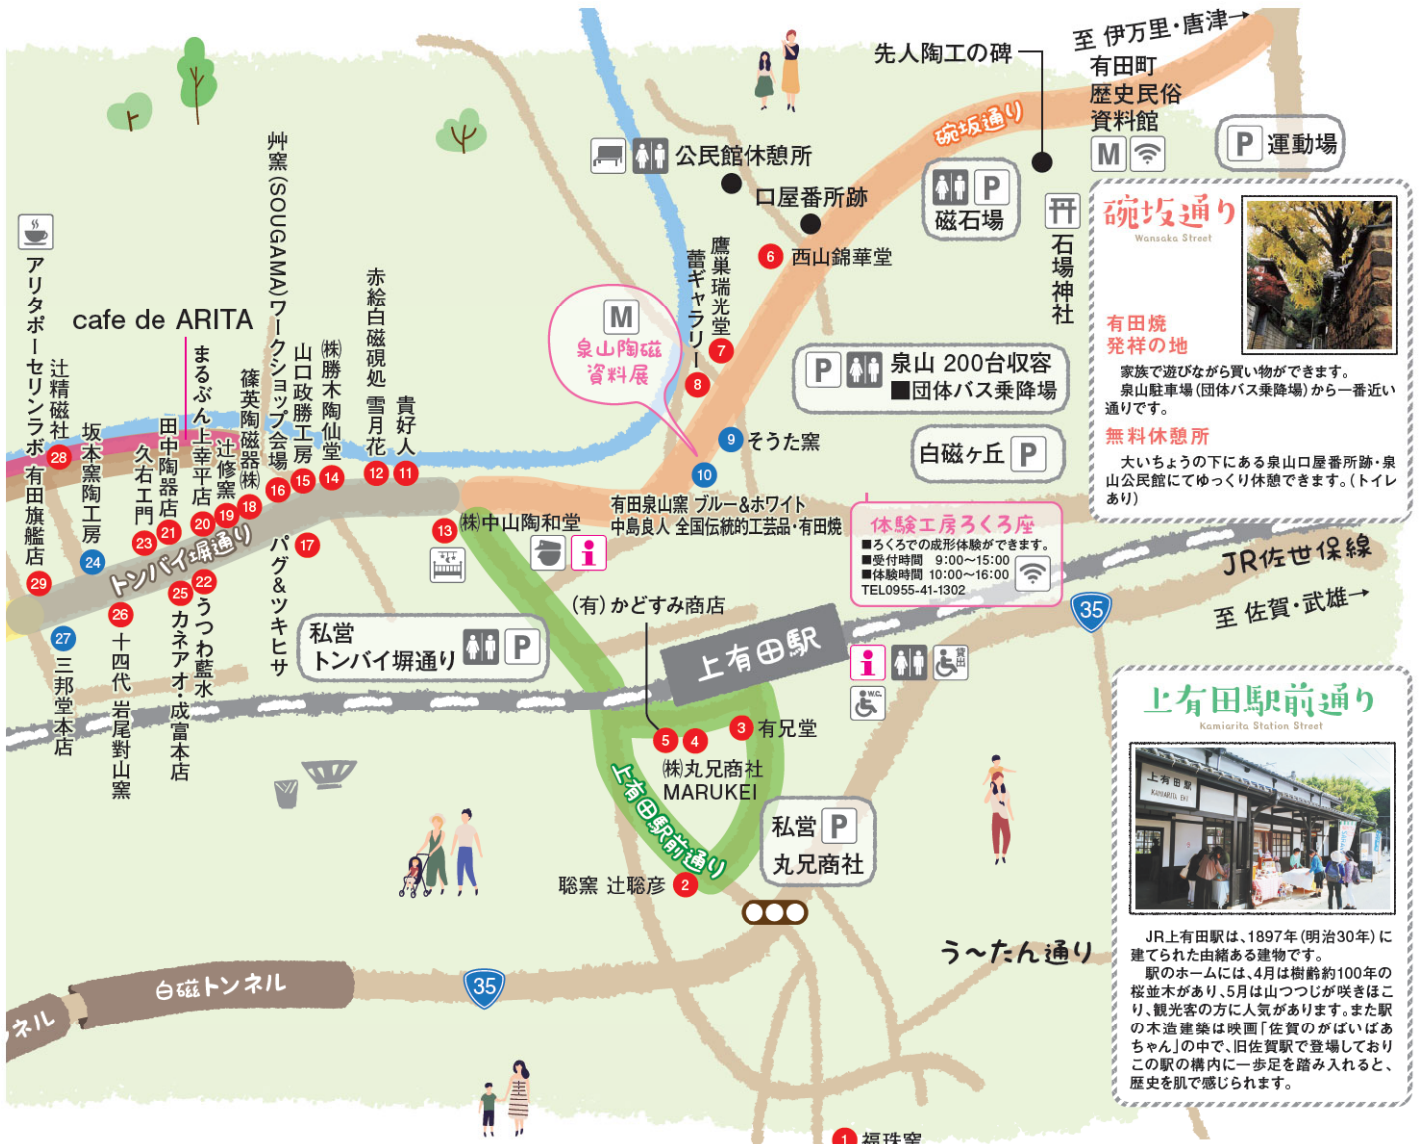 至 伊万里・唐津→
先人陶工の碑
有田町
歴史民俗
資料館
M
碗坂通り
P 運動場
公民館休憩所
口屋番所跡
P
磁石場
石場神社
6 西山錦華堂
鷹巣瑞光堂
7
蕾ギャラリー
8
M
泉山陶磁
資料展
P 泉山 200台収容
■団体バス乗降場
9 そうた窯
白磁ヶ丘 P
10
有田泉山窯 ブルー&ホワイト
中島良人 全国伝統的工芸品・有田焼
体験工房ろくろ座
■ろくろでの成形体験ができます。
■受付時間 9:00〜15:00
■体験時間 10:00〜16:00
TEL0955-41-1302
碗坂通り
Wansaka Street
有田焼
発祥の地
家族で遊びながら買い物ができます。
泉山駐車場(団体バス乗降場)から一番近い
通りです。
無料休憩所
大いちょうの下にある泉山口屋番所跡・泉
山公民館にてゆっくり休憩できます。(トイレ
あり)
JR佐世保線
至 佐賀・武雄→
35
アリタポーセリンラボ 有田旗艦店
29
辻精磁社
28
cafe de ARITA
坂本窯陶工房
24
久右エ門
23
田中陶器店
21
まるぶん上幸平店
20
辻修窯
19
篠英陶磁器㈱
18
艸窯(SOUGAMA)ワークショップ会場
16
山口政勝工房
15
㈱勝木陶仙堂
14
赤絵白磁硯処 雪月花
12
貴好人
11
トンバイ塀通り
13 ㈱中山陶和堂
i
17
パグ&ツキヒサ
22
うつわ藍水
25
カネアオ・成富本店
26
十四代 岩尾對山窯
27
三邦堂本店
私営
トンバイ塀通り P
(有)かどすみ商店
上有田駅
i
貸出
W.C.
5
4
3 有兄堂
㈱丸兄商社
MARUKEI
上有田駅前通り
私営 P
丸兄商社
聡窯 辻聡彦 2
う〜たん通り
白磁トンネル
ンネル
35
1 福珠窯
上有田駅前通り
Kamiarita Station Street
上有田駅
KAMIARITA EKI
JR上有田駅は、1897年(明治30年)に
建てられた由緒ある建物です。
駅のホームには、4月は樹齢約100年の
桜並木があり、5月は山つつじが咲きほこ
り、観光客の方に人気があります。また駅
の木造建築は映画「佐賀のがばいばあ
ちゃん」の中で、旧佐賀駅で登場しており
この駅の構内に一歩足を踏み入れると、
歴史を肌で感じられます。